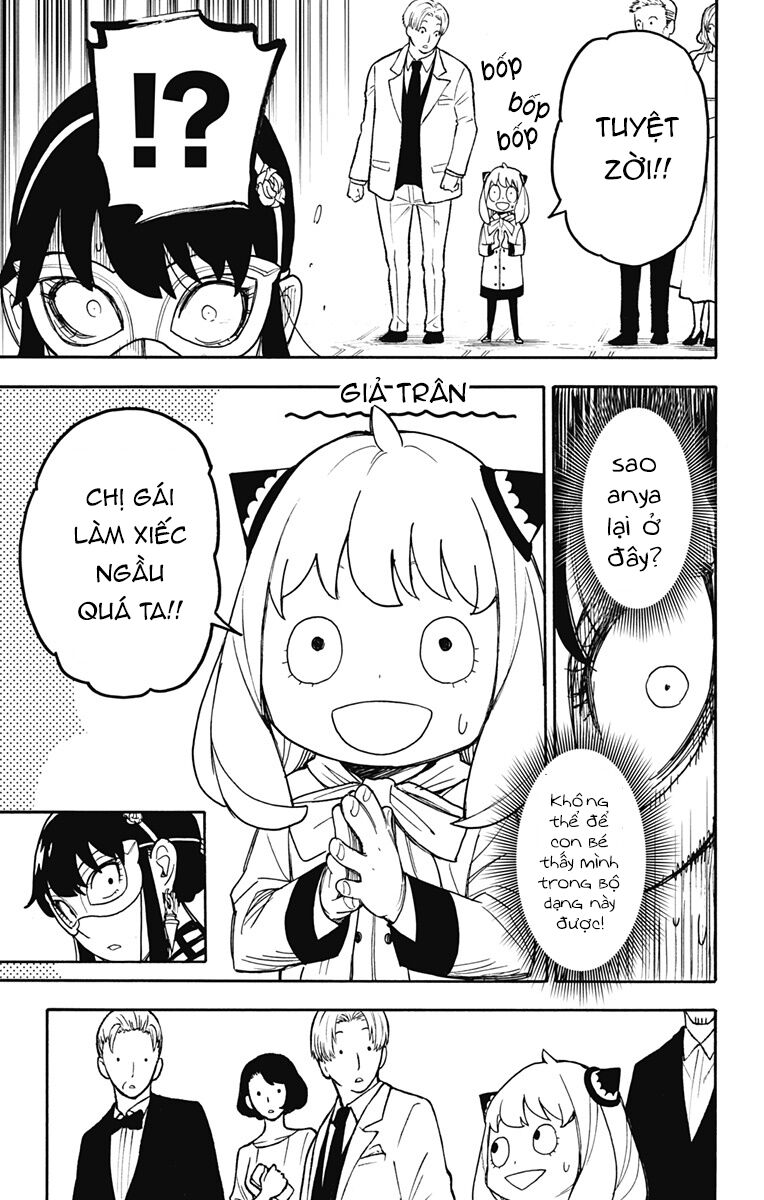 TUYỆT
ZỜI!!
bốp
bốp
bốp
!?
sao
anya
lại ở
đây?
Không
thể để
con bé
thấy mình
trong bộ
dạng này
được!
GIẢ TRÂN
CHỊ GÁI
LÀM XIẾC
NGẦU
QUÁ TA!!